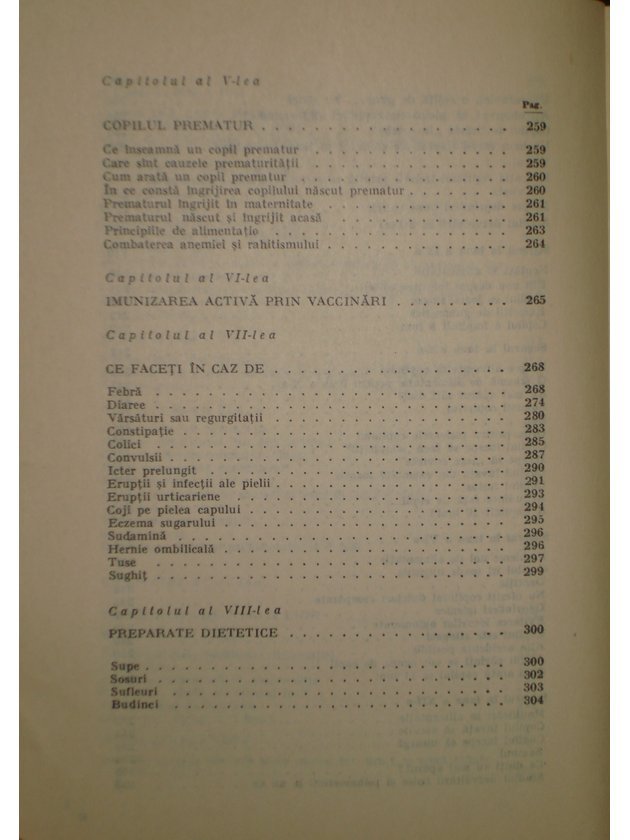 Capitolul al V-lea
Pag.
COPILUL PREMATUR . . . . . . . . . . . . . . . . . . 259
Ce înseamnă un copil prematur . . . . . . . . . . . . . 259
Care sînt cauzele prematurității . . . . . . . . . . . . . 259
Cum arată un copil prematur . . . . . . . . . . . . . . 260
În ce constă îngrijirea copilului născut prematur . . . . . . . 260
Prematurul îngrijit în maternitate . . . . . . . . . . . . 261
Prematurul născut și îngrijit acasă . . . . . . . . . . . . 261
Principiile de alimentație . . . . . . . . . . . . . . . . 263
Combaterea anemiei și rahitismului . . . . . . . . . . . . 264
Capitolul al VI-lea
IMUNIZAREA ACTIVĂ PRIN VACCINĂRI . . . . . . . . . 265
Capitolul al VII-lea
CE FACEȚI ÎN CAZ DE . . . . . . . . . . . . . . . . . 268
Febră . . . . . . . . . . . . . . . . . . . . . . . . 268
Diaree . . . . . . . . . . . . . . . . . . . . . . . . 274
Vărsături sau regurgitații . . . . . . . . . . . . . . . . 280
Constipație . . . . . . . . . . . . . . . . . . . . . . 283
Colici . . . . . . . . . . . . . . . . . . . . . . . . 285
Convulsii . . . . . . . . . . . . . . . . . . . . . . . 287
Icter prelungit . . . . . . . . . . . . . . . . . . . . . 290
Erupții și infecții ale pielii . . . . . . . . . . . . . . . . 291
Erupții urticariene . . . . . . . . . . . . . . . . . . . 293
Coji pe pielea capului . . . . . . . . . . . . . . . . . . 294
Eczema sugarului . . . . . . . . . . . . . . . . . . . . 295
Sudamină . . . . . . . . . . . . . . . . . . . . . . . 296
Hernie ombilicală . . . . . . . . . . . . . . . . . . . . 296
Tuse . . . . . . . . . . . . . . . . . . . . . . . . . 297
Sughiț . . . . . . . . . . . . . . . . . . . . . . . . 299
Capitolul al VIII-lea
PREPARATE DIETETICE . . . . . . . . . . . . . . . . 300
Supe . . . . . . . . . . . . . . . . . . . . . . . . . 300
Sosuri . . . . . . . . . . . . . . . . . . . . . . . . 302
Sufleuri . . . . . . . . . . . . . . . . . . . . . . . 303
Budinci . . . . . . . . . . . . . . . . . . . . . . . 304